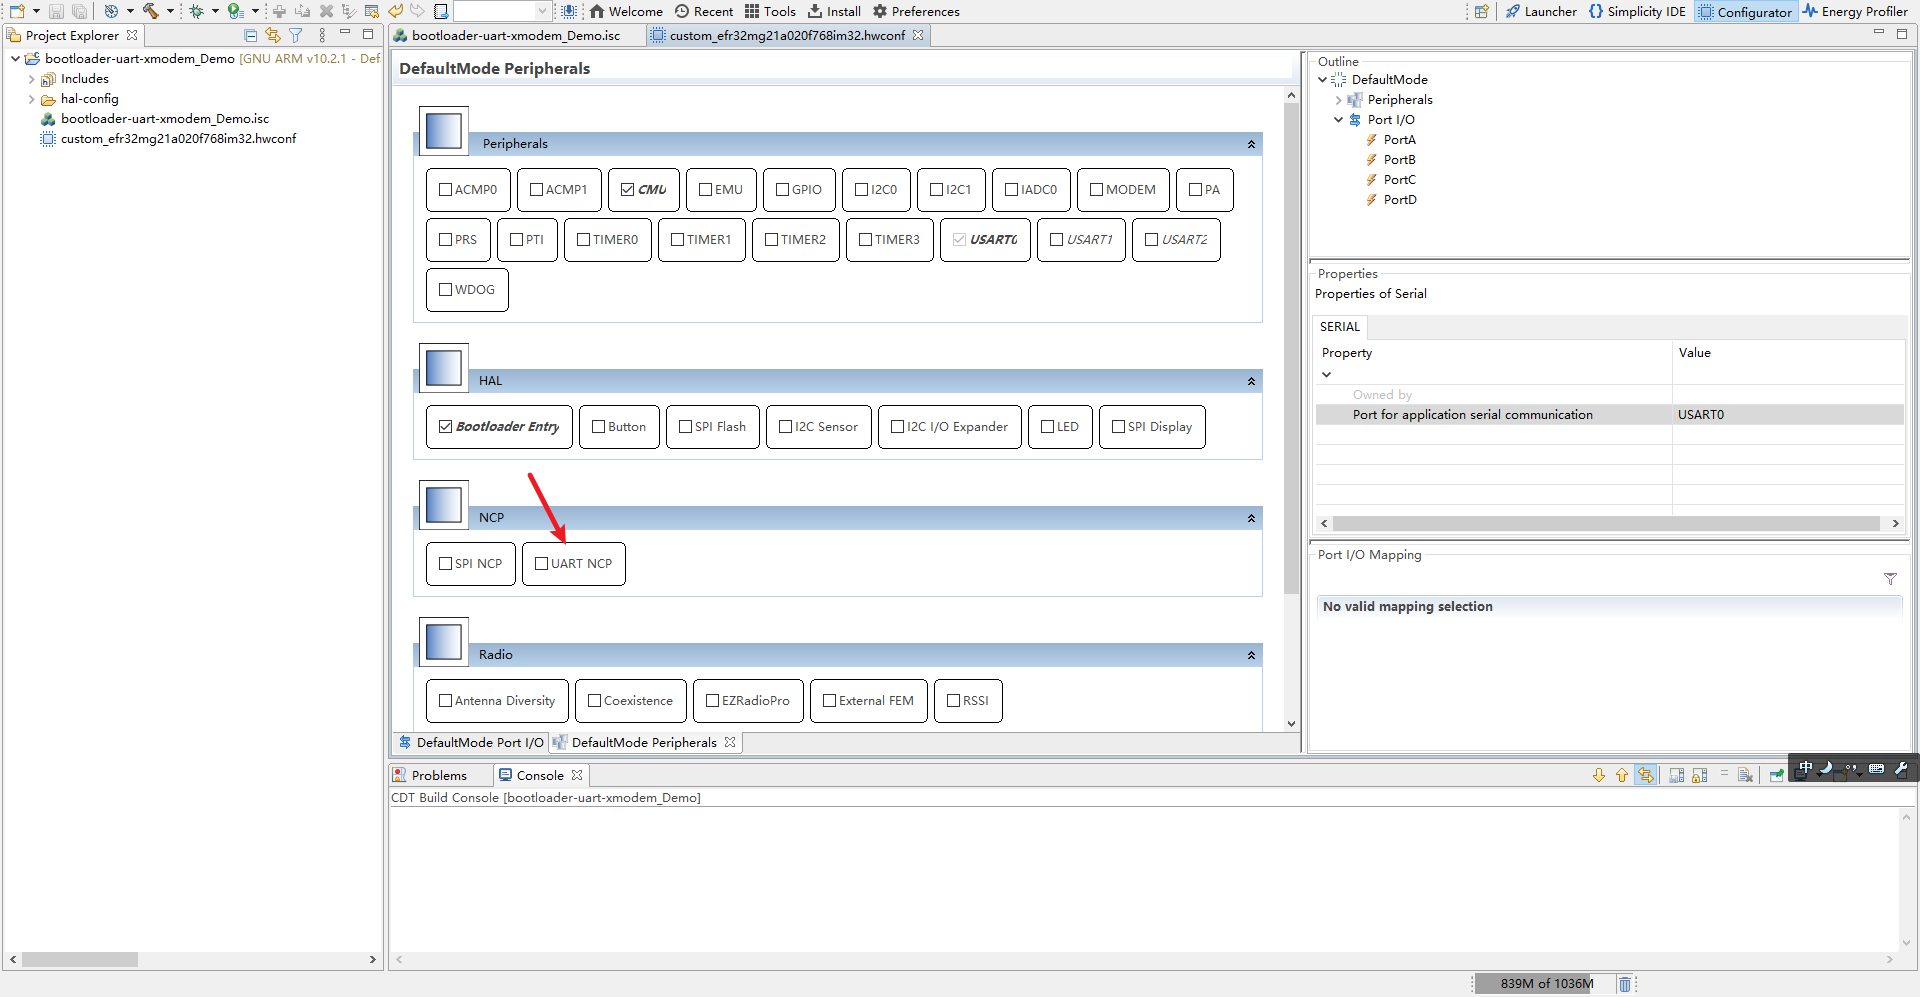 Welcome
Recent
Tools
Install
Preferences
Launcher
Simplicity IDE
Configurator
Energy Profiler
Project Explorer
bootloader-uart-xmodem_Demo.isc
custom_efr32mg21a020f768im32.hwconf
bootloader-uart-xmodem_Demo [GNU ARM v10.2.1 - Def
Includes
hal-config
bootloader-uart-xmodem_Demo.isc
custom_efr32mg21a020f768im32.hwconf
DefaultMode Peripherals
Peripherals
ACMP0
ACMP1
CMU
EMU
GPIO
I2C0
I2C1
IADC0
MODEM
PA
PRS
PTI
TIMER0
TIMER1
TIMER2
TIMER3
USART0
USART1
USART2
WDOG
HAL
Bootloader Entry
Button
SPI Flash
I2C Sensor
I2C I/O Expander
LED
SPI Display
NCP
SPI NCP
UART NCP
Radio
Antenna Diversity
Coexistence
EZRadioPro
External FEM
RSSI
DefaultMode Port I/O
DefaultMode Peripherals
Outline
DefaultMode
Peripherals
Port I/O
PortA
PortB
PortC
PortD
Properties
Properties of Serial
SERIAL
Property
Value
Owned by
Port for application serial communication
USART0
Port I/O Mapping
No valid mapping selection
Problems
Console
中
CDT Build Console [bootloader-uart-xmodem_Demo]
839M of 1036M